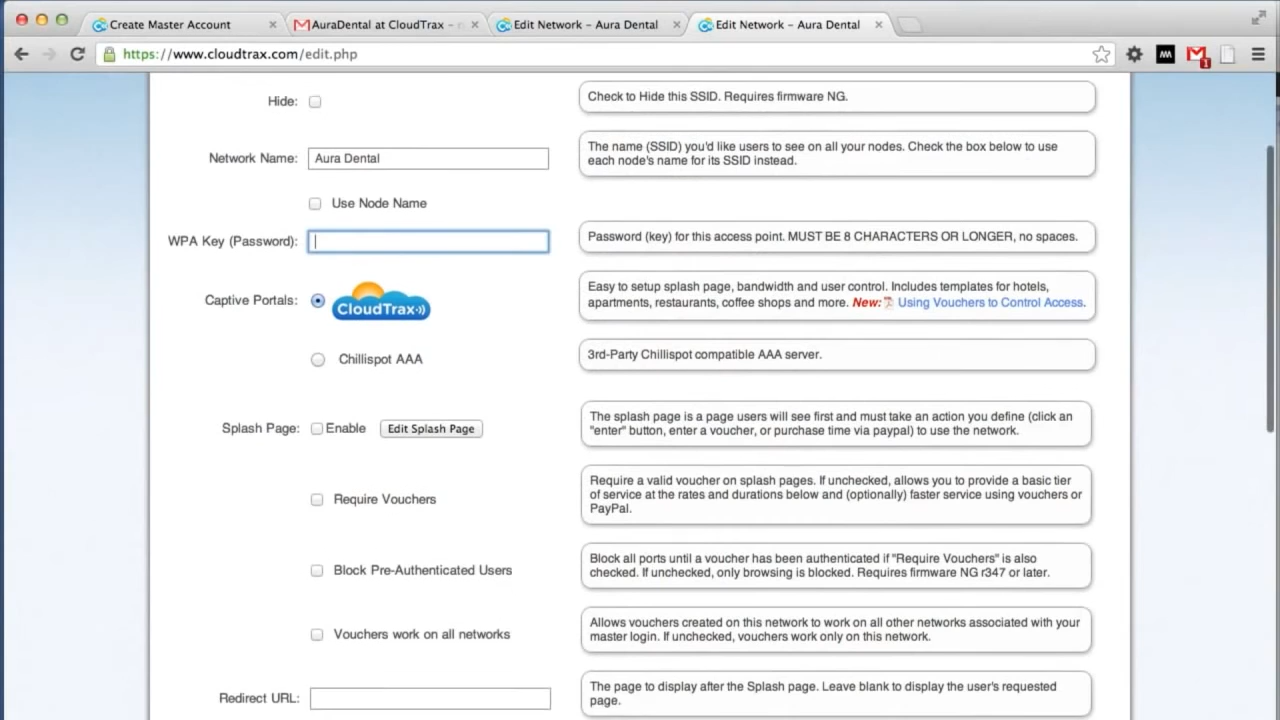 Create Master Account
AuraDental at CloudTrax -
Edit Network - Aura Dental
Edit Network - Aura Dental
https://www.cloudtrax.com/edit.php
1
Hide:
Check to Hide this SSID. Requires firmware NG.
Network Name:
Aura Dental
The name (SSID) you'd like users to see on all your nodes. Check the box below to use
each node's name for its SSID instead.
Use Node Name
WPA Key (Password):
Password (key) for this access point. MUST BE 8 CHARACTERS OR LONGER, no spaces.
Captive Portals:
CloudTrax
Easy to setup splash page, bandwidth and user control. Includes templates for hotels,
apartments, restaurants, coffee shops and more. New: Using Vouchers to Control Access.
Chillispot AAA
3rd-Party Chillispot compatible AAA server.
Splash Page:
Enable
Edit Splash Page
The splash page is a page users will see first and must take an action you define (click an
"enter" button, enter a voucher, or purchase time via paypal) to use the network.
Require Vouchers
Require a valid voucher on splash pages. If unchecked, allows you to provide a basic tier
of service at the rates and durations below and (optionally) faster service using vouchers or
PayPal.
Block Pre-Authenticated Users
Block all ports until a voucher has been authenticated if "Require Vouchers" is also
checked. If unchecked, only browsing is blocked. Requires firmware NG r347 or later.
Vouchers work on all networks
Allows vouchers created on this network to work on all other networks associated with your
master login. If unchecked, vouchers work only on this network.
Redirect URL:
The page to display after the Splash page. Leave blank to display the user's requested
page.